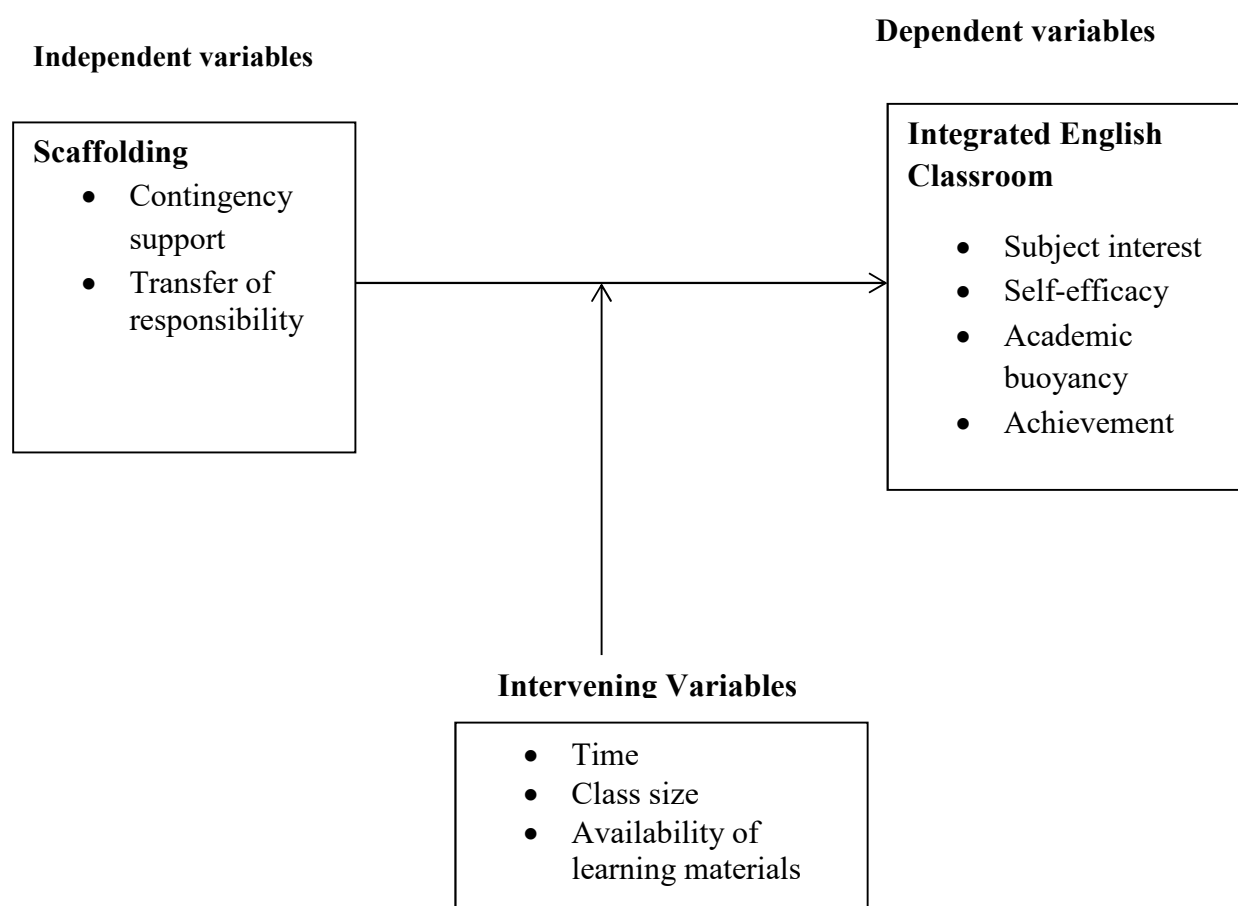 Independent variables
Dependent variables
Scaffolding
• Contingency
support
• Transfer of
responsibility
Integrated English
Classroom
• Subject interest
• Self-efficacy
• Academic
buoyancy
• Achievement
Intervening Variables
• Time
• Class size
• Availability of
learning materials